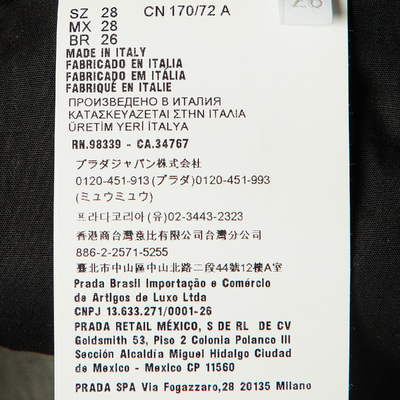 SZ 28 CN 170/72 A
MX 28
BR 26
26
MADE IN ITALY
FABRICADO EN ITALIA
FABRICADO EM ITÁLIA
FABRIQUÉ EN ITALIE
ПРОИЗВЕДЕНО В ИТАЛИЯ
ΚΑΤΑΣΚΕΥΑΖΕΤΑΙ ΣΤΗΝ ΙΤΑΛΙΑ
ÜRETİM YERİ İTALYA
RN.98339 - CA.34767
プラダジャパン株式会社
0120-451-913(プラダ)0120-451-993
(ミュウミュウ)
프라다코리아 (유)02-3443-2323
香港商台灣意比有限公司台灣分公司
886-2-2571-5255
臺北市中山區中山北路二段44號12樓A室
Prada Brasil Importação e Comércio
de Artigos de Luxo Ltda
CNPJ 13.633.271/0001-26
PRADA RETAIL MÉXICO, S DE RL DE CV
Goldsmith 53, Piso 2 Colonia Polanco III
Sección Alcaldía Miguel Hidalgo Ciudad
de Mexico - Mexico CP 11560
PRADA SPA Via Fogazzaro,28 20135 Milano